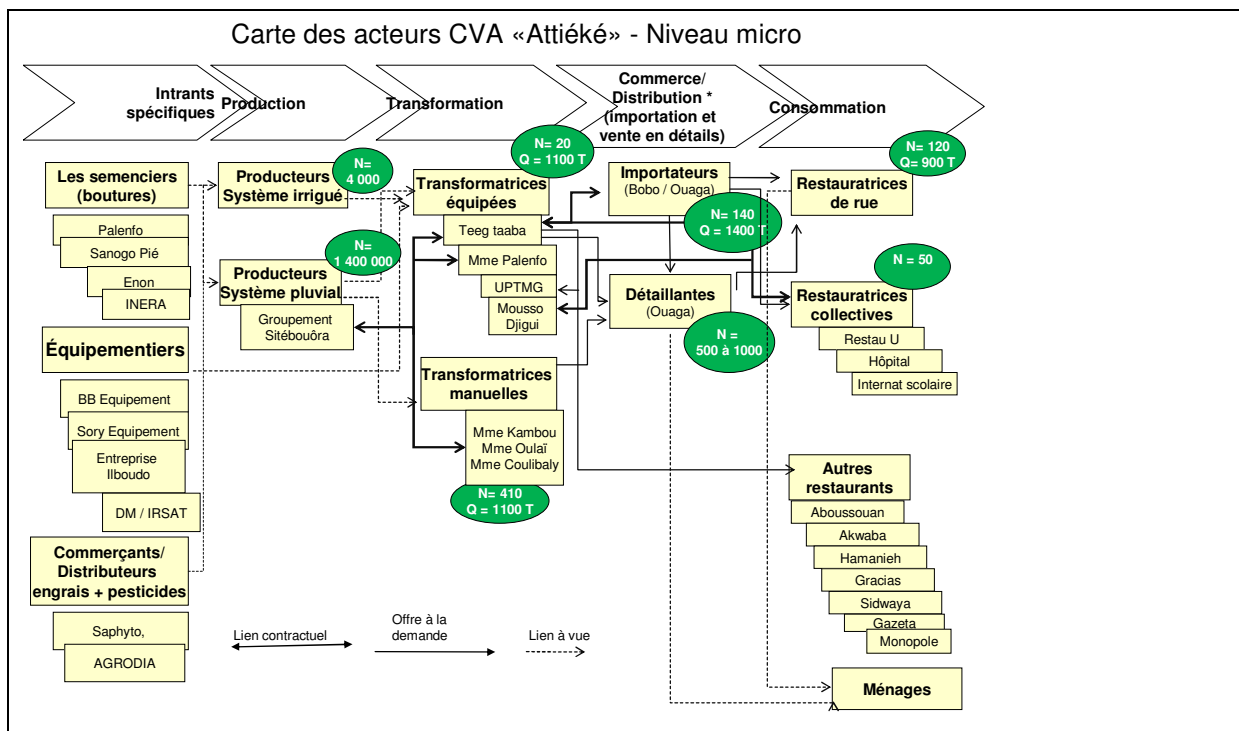 Carte des acteurs CVA «Attiéké» - Niveau micro
Intrants
spécifiques
Production
Transformation
Commerce/
Distribution *
(importation et
vente en détails)
Consommation
Les semenciers
(boutures)
Palenfo
Sanogo Pié
Enon
INERA
Équipementiers
BB Equipement
Sory Equipement
Entreprise
Ilboudo
DM / IRSAT
Commerçants/
Distributeurs
engrais + pesticides
Saphyto,
AGRODIA
N=
4 000
Producteurs
Système irrigué
N=
1 400 000
Producteurs
Système pluvial
Groupement
Sitébouôra
N= 20
Q = 1100 T
Transformatrices
équipées
Teeg taaba
Mme Palenfo
UPTMG
Mousso
Djigui
Transformatrices
manuelles
Mme Kambou
Mme Oulaï
Mme Coulibaly
N= 410
Q = 1100 T
Importateurs
(Bobo / Ouaga)
N= 140
Q = 1400 T
Détaillantes
(Ouaga)
N =
500 à 1000
N= 120
Q= 900 T
Restauratrices
de rue
N = 50
Restauratrices
collectives
Restau U
Hôpital
Internat scolaire
Autres
restaurants
Aboussouan
Akwaba
Hamanieh
Gracias
Sidwaya
Gazeta
Monopole
Ménages
Lien contractuel
Offre à la
demande
Lien à vue